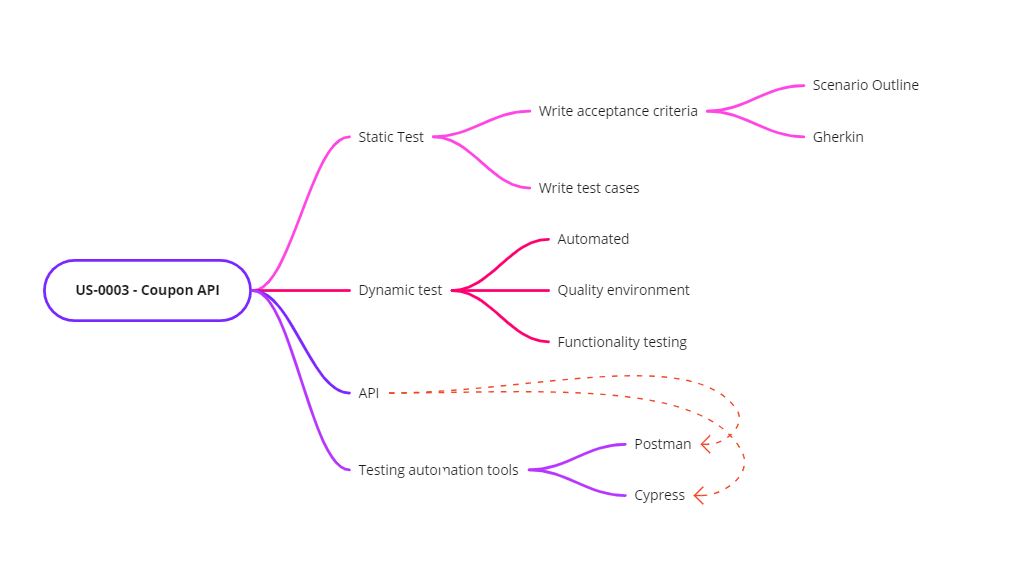 US-0003 - Coupon API
Static Test
Write acceptance criteria
Scenario Outline
Gherkin
Write test cases
Dynamic test
Automated
Quality environment
Functionality testing
API
Testing automation tools
Postman
Cypress